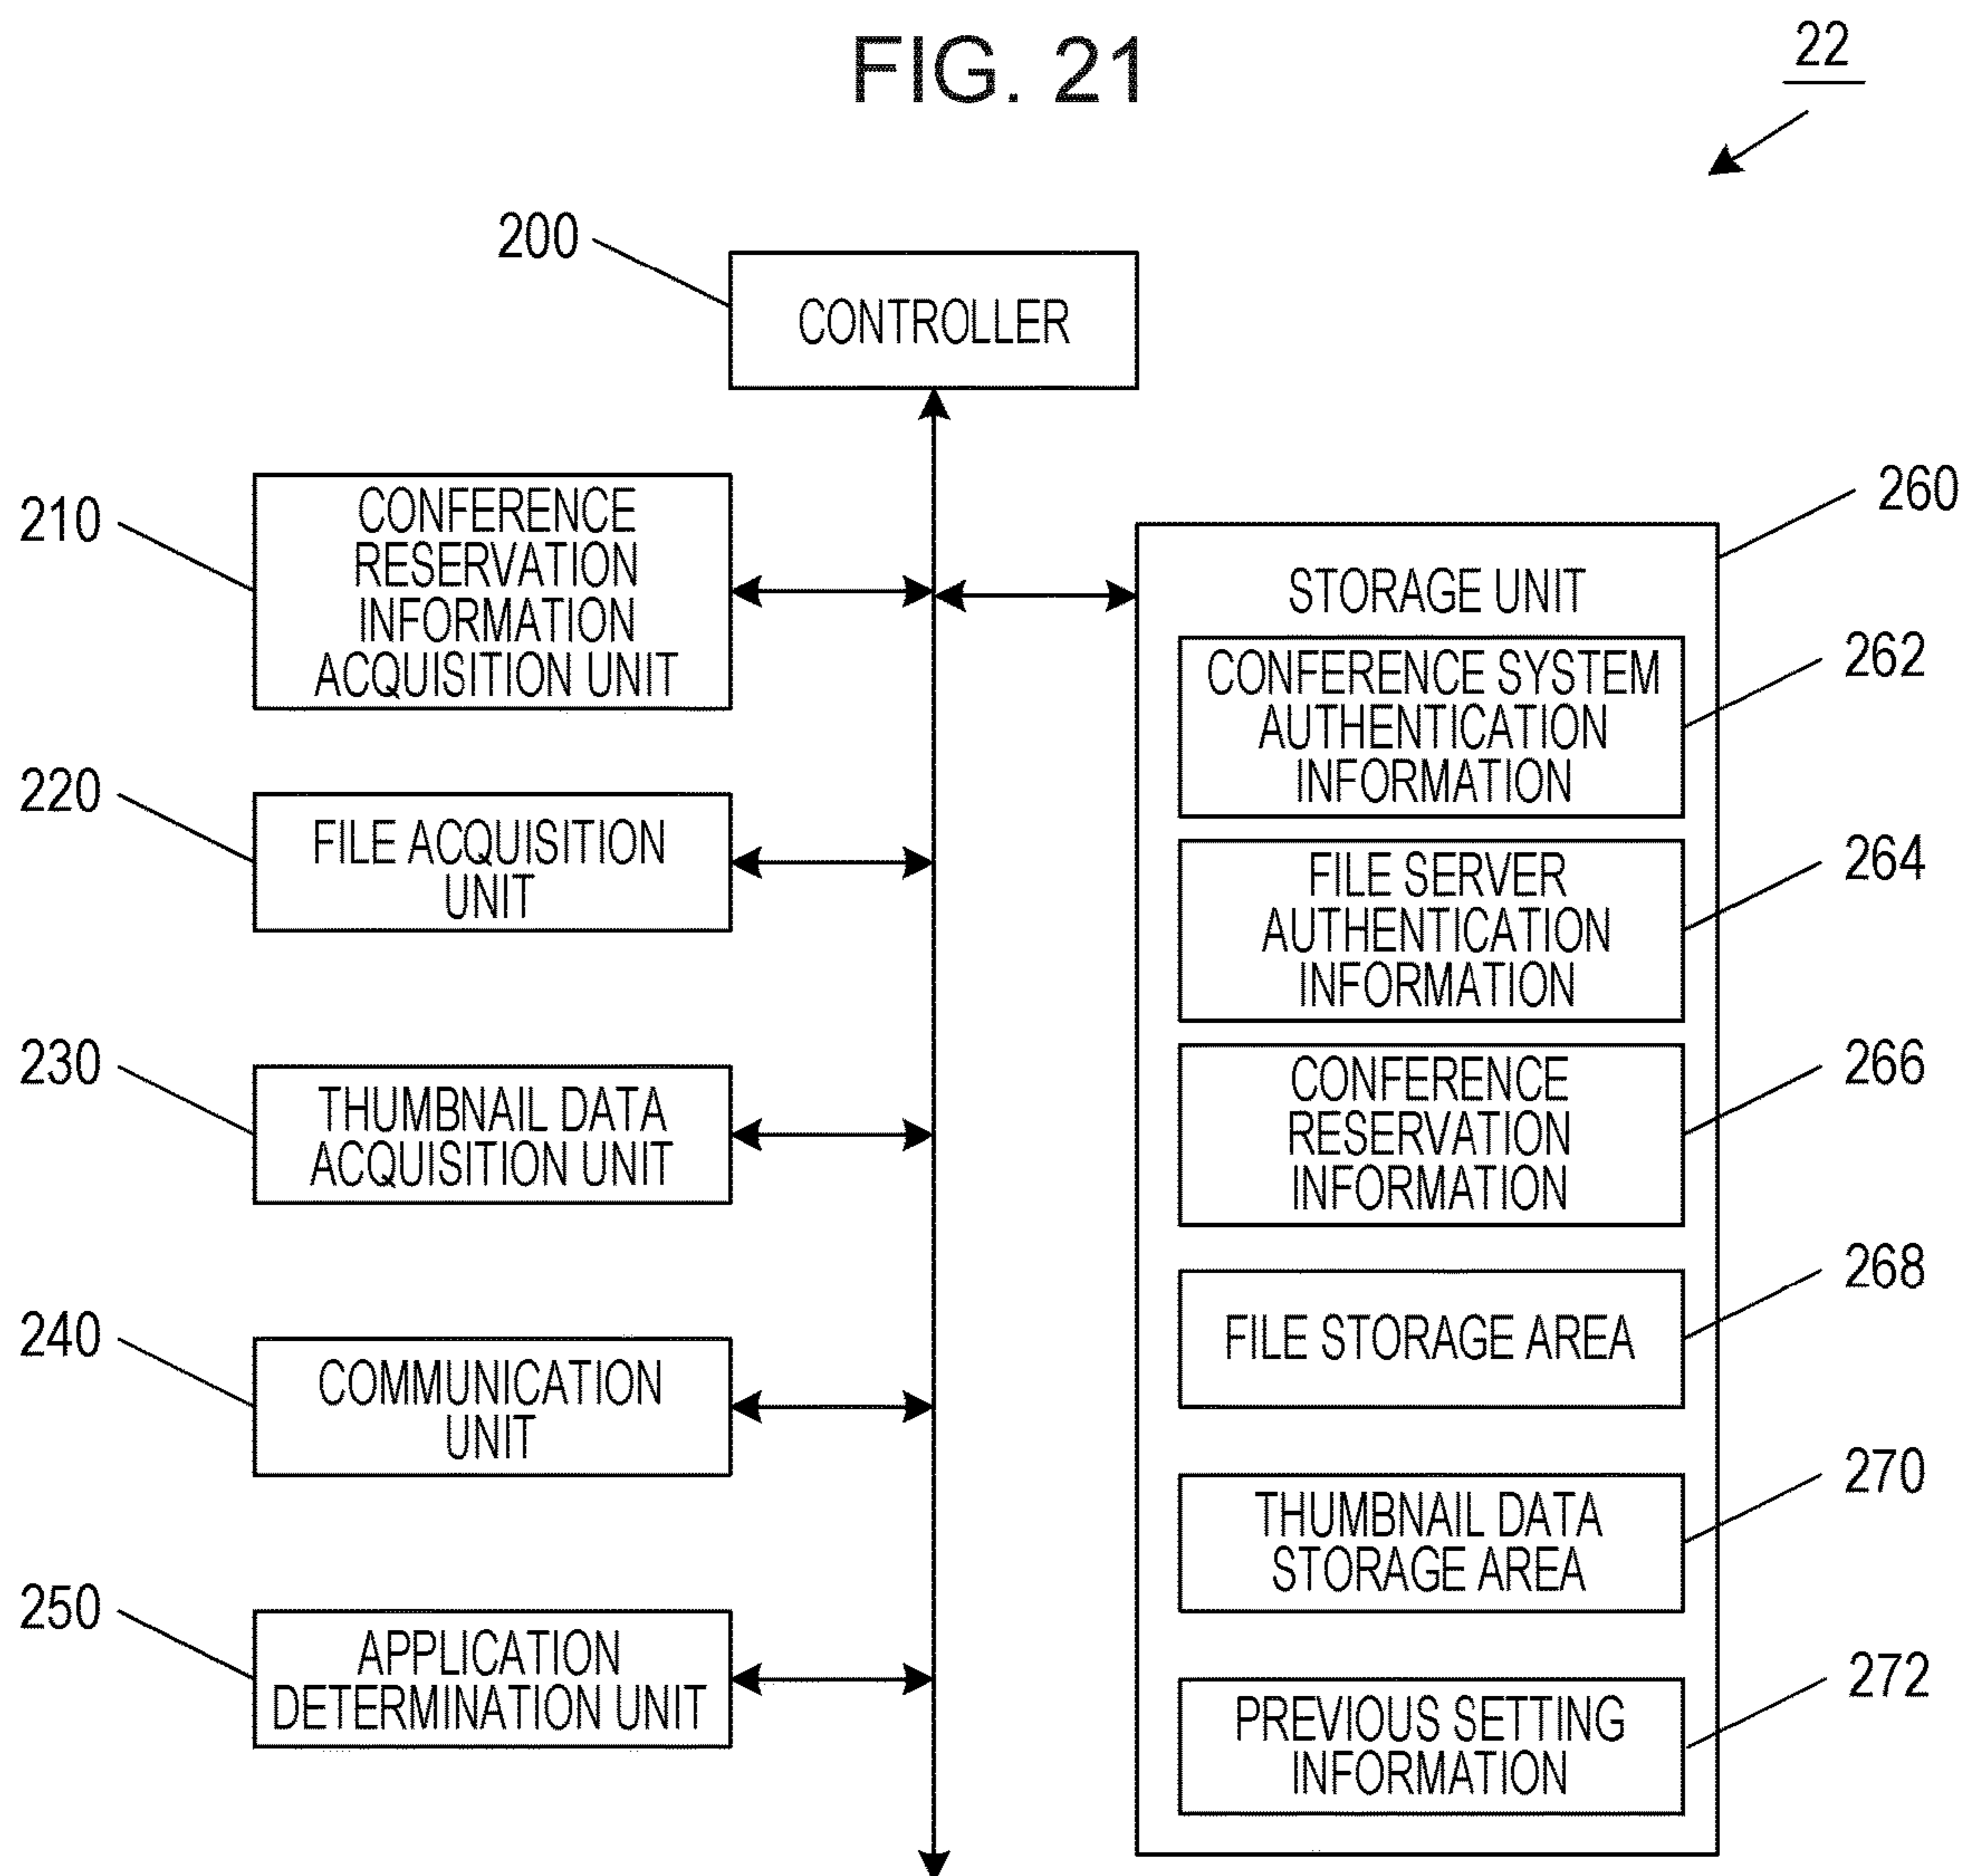 FIG. 21
22
200
CONTROLLER
210
CONFERENCE
RESERVATION
INFORMATION
ACQUISITION UNIT
220
FILE ACQUISITION
UNIT
230
THUMBNAIL DATA
ACQUISITION UNIT
240
COMMUNICATION
UNIT
250
APPLICATION
DETERMINATION UNIT
260
STORAGE UNIT
262
CONFERENCE SYSTEM
AUTHENTICATION
INFORMATION
264
FILE SERVER
AUTHENTICATION
INFORMATION
266
CONFERENCE
RESERVATION
INFORMATION
268
FILE STORAGE AREA
270
THUMBNAIL DATA
STORAGE AREA
272
PREVIOUS SETTING
INFORMATION